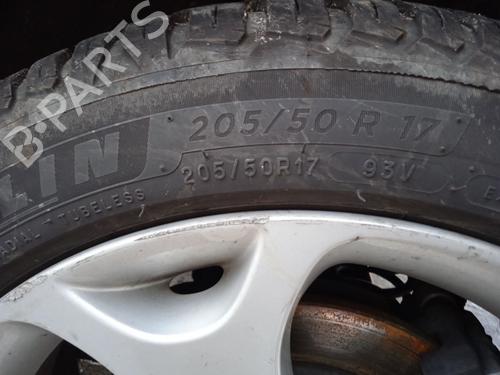 B-PARTS
LIN 205/50 R 17
205/50R17 93V
RADIAL TUBELESS